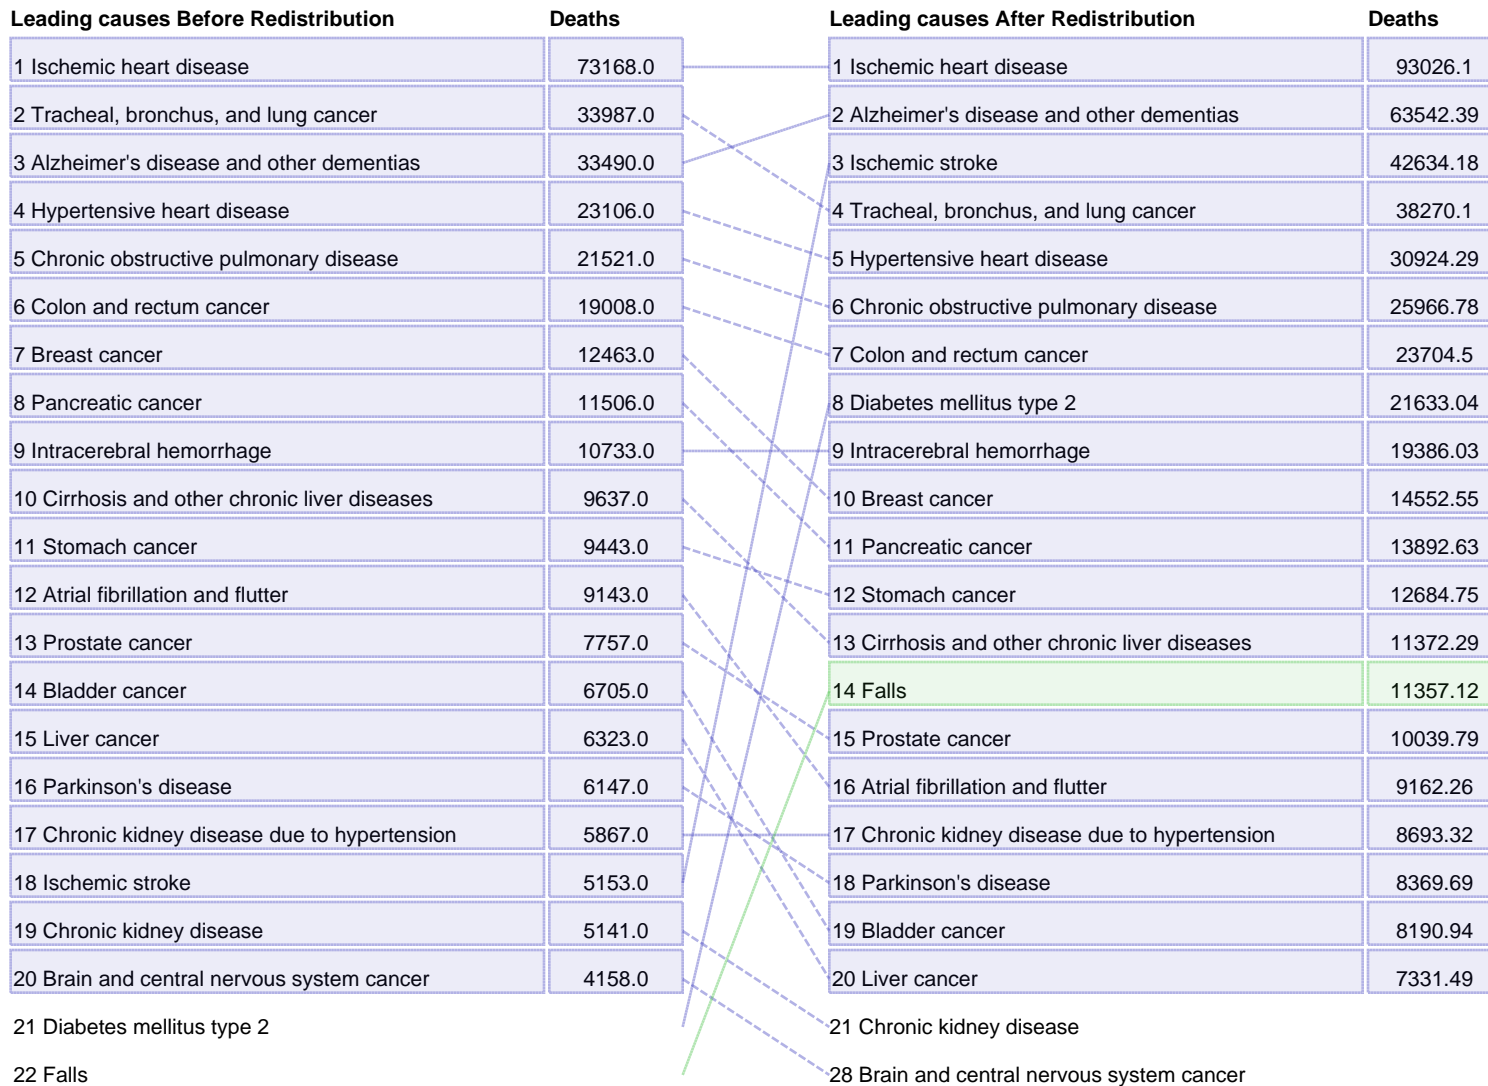 Leading causes Before Redistribution Deaths Leading causes After Redistribution Deaths
1 Ischemic heart disease 73168.0 1 Ischemic heart disease 93026.1
2 Tracheal, bronchus, and lung cancer 33987.0 2 Alzheimer's disease and other dementias 63542.39
3 Alzheimer's disease and other dementias 33490.0 3 Ischemic stroke 42634.18
4 Hypertensive heart disease 23106.0 4 Tracheal, bronchus, and lung cancer 38270.1
5 Chronic obstructive pulmonary disease 21521.0 5 Hypertensive heart disease 30924.29
6 Colon and rectum cancer 19008.0 6 Chronic obstructive pulmonary disease 25966.78
7 Breast cancer 12463.0 7 Colon and rectum cancer 23704.5
8 Pancreatic cancer 11506.0 8 Diabetes mellitus type 2 21633.04
9 Intracerebral hemorrhage 10733.0 9 Intracerebral hemorrhage 19386.03
10 Cirrhosis and other chronic liver diseases 9637.0 10 Breast cancer 14552.55
11 Stomach cancer 9443.0 11 Pancreatic cancer 13892.63
12 Atrial fibrillation and flutter 9143.0 12 Stomach cancer 12684.75
13 Prostate cancer 7757.0 13 Cirrhosis and other chronic liver diseases 11372.29
14 Bladder cancer 6705.0 14 Falls 11357.12
15 Liver cancer 6323.0 15 Prostate cancer 10039.79
16 Parkinson's disease 6147.0 16 Atrial fibrillation and flutter 9162.26
17 Chronic kidney disease due to hypertension 5867.0 17 Chronic kidney disease due to hypertension 8693.32
18 Ischemic stroke 5153.0 18 Parkinson's disease 8369.69
19 Chronic kidney disease 5141.0 19 Bladder cancer 8190.94
20 Brain and central nervous system cancer 4158.0 20 Liver cancer 7331.49
21 Diabetes mellitus type 2 21 Chronic kidney disease
22 Falls 28 Brain and central nervous system cancer